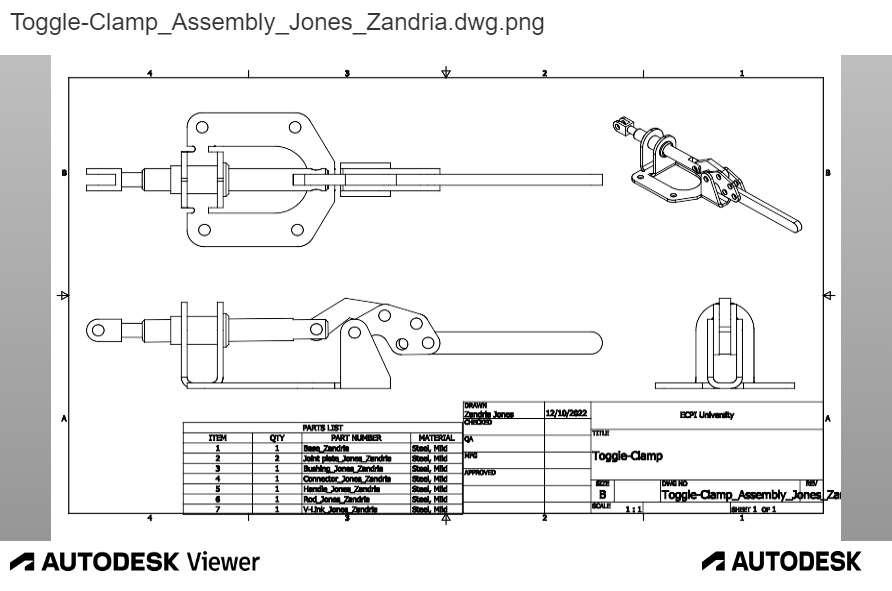 Toggle-Clamp_Assembly_Jones_Zandria.dwg.png
4 3 2 1
B B
A A
DRAWN
Zandria Jones 12/10/2022
CHECKED
QA
MFG
APPROVED
ECPI University
TITLE
Toggle-Clamp
SIZE
B
DWG NO
Toggle-Clamp_Assembly_Jones_Za
REV
SCALE
1 : 1
SHEET 1 OF 1
PARTS LIST
ITEM QTY PART NUMBER MATERIAL
1 1 Base_Zandria Steel, Mild
2 2 Joint plate_Jones_Zandria Steel, Mild
3 1 Bushing_Jones_Zandria Steel, Mild
4 1 Connector_Jones_Zandria Steel, Mild
5 1 Handle_Jones_Zandria Steel, Mild
6 1 Rod_Jones_Zandria Steel, Mild
7 1 V-Link_Jones_Zandria Steel, Mild
4 3 2 1
AUTODESK Viewer
AUTODESK